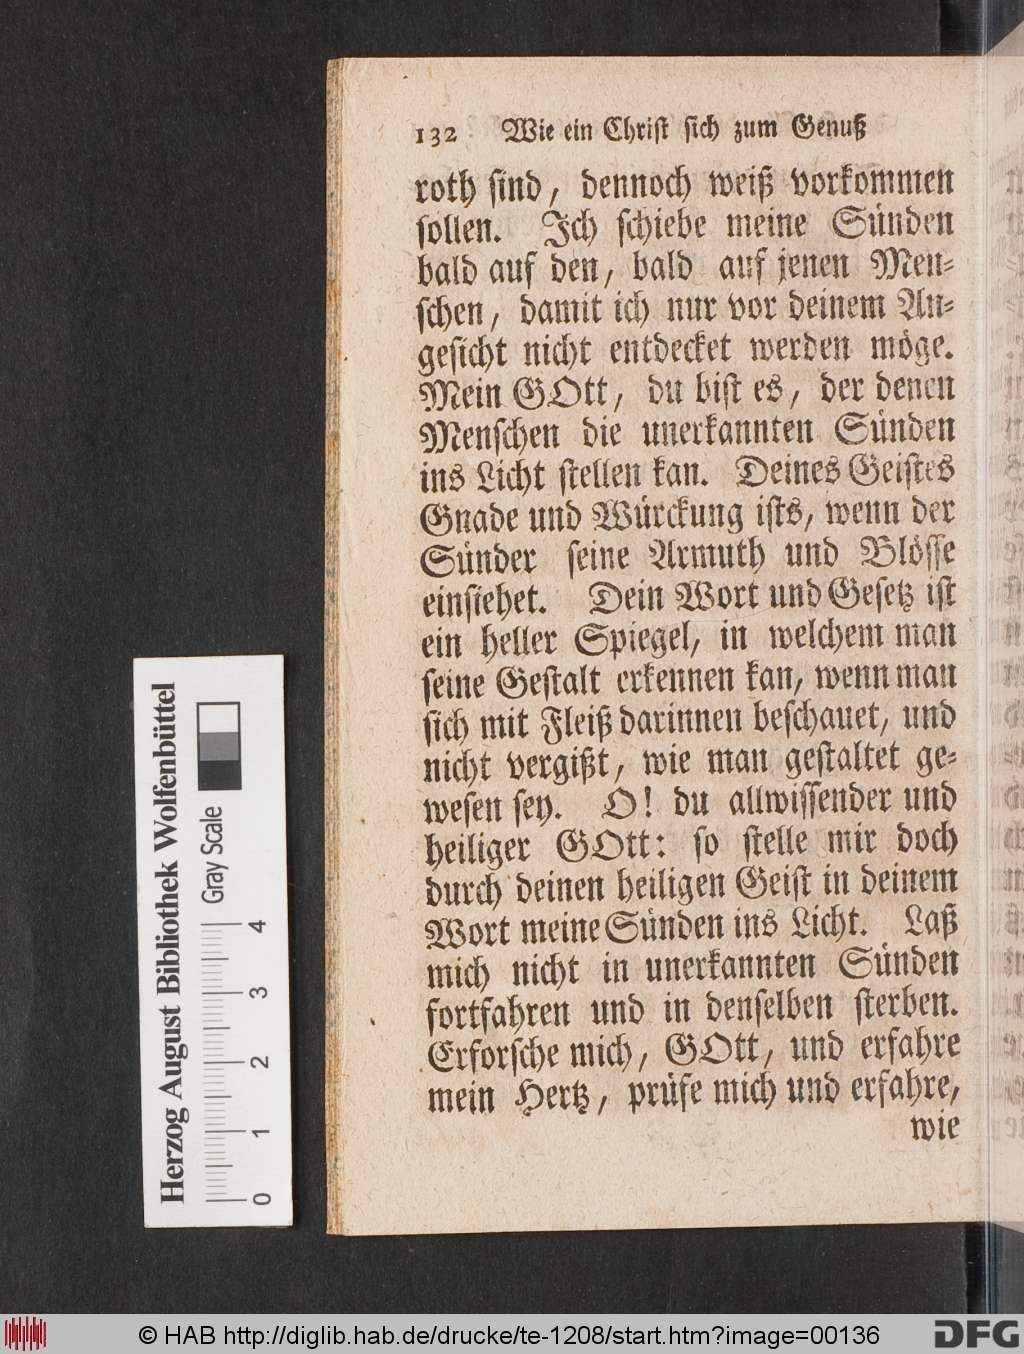 132 Wie ein Christ sich zum Genuß
roth sind, dennoch weiß vorkommen
sollen. Ich schiebe meine Sünden
bald auf den, bald auf jenen Men-
schen, damit ich nur vor deinem An-
gesicht nicht entdecket werden möge.
Mein GOtt, du bist es, der denen
Menschen die unerkannten Sünden
ins Licht stellen kan. Deines Geistes
Gnade und Würckung ists, wenn der
Sünder seine Armuth und Blösse
einsiehet. Dein Wort und Gesetz ist
ein heller Spiegel, in welchem man
seine Gestalt erkennen kan, wenn man
sich mit Fleiß darinnen beschauet, und
nicht vergißt, wie man gestaltet ge-
wesen sey. O! du allwissender und
heiliger GOtt: so stelle mir doch
durch deinen heiligen Geist in deinem
Wort meine Sünden ins Licht. Laß
mich nicht in unerkannten Sünden
fortfahren und in denselben sterben.
Erforsche mich, GOtt, und erfahre
mein Hertz, prüfe mich und erfahre,
wie
Herzog August Bibliothek Wolfenbüttel
Gray Scale
0 1 2 3 4
© HAB http://diglib.hab.de/drucke/te-1208/start.htm?image=00136
DFG